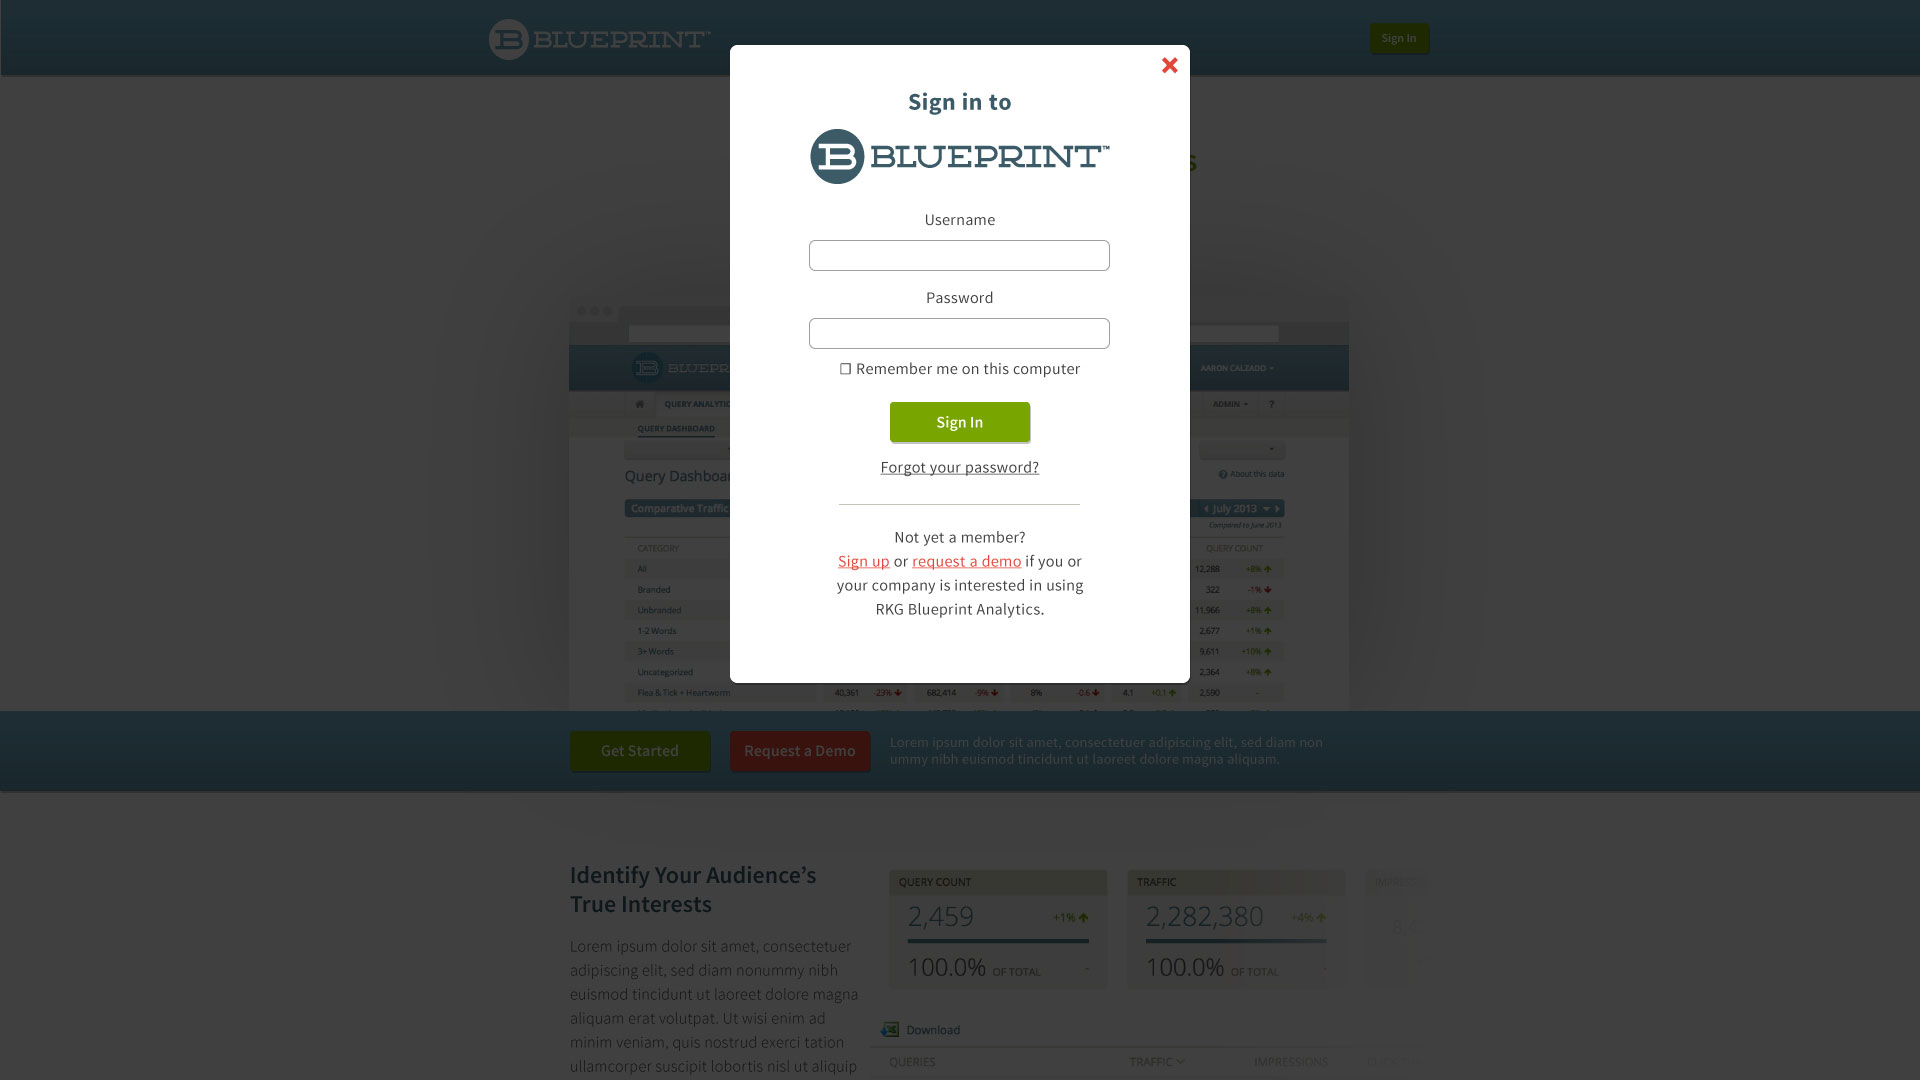 BLUEPRINT™
Sign In
Sign in to
BLUEPRINT™
Username
Password
Remember me on this computer
Sign In
Forgot your password?
Not yet a member?
Sign up or request a demo if you or
your company is interested in using
RKG Blueprint Analytics.
s
BLUEPR
AARON CALZADO
QUERY ANALYTIC
ADMIN
?
QUERY DASHBOARD
Query Dashboa
About this data
Comparative Traffic
July 2013
Compared to June 2013
CATEGORY
QUERY COUNT
All
12,288 +8%
Branded
322 -1%
Unbranded
11,966 +8%
1-2 Words
2,677 +1%
3+ Words
9,611 +10%
Uncategorized
2,364 +8%
Flea & Tick + Heartworm 40,361 -23% 682,414 -9% 8% -0.6 4.1 +0.1 2,590 -
Get Started
Request a Demo
Lorem ipsum dolor sit amet, consectetuer adipiscing elit, sed diam non
ummy nibh euismod tincidunt ut laoreet dolore magna aliquam.
Identify Your Audience’s
True Interests
Lorem ipsum dolor sit amet, consectetuer
adipiscing elit, sed diam nonummy nibh
euismod tincidunt ut laoreet dolore magna
aliquam erat volutpat. Ut wisi enim ad
minim veniam, quis nostrud exerci tation
ullamcorper suscipit lobortis nisl ut aliquip
QUERY COUNT
2,459 +1%
100.0% OF TOTAL -
TRAFFIC
2,282,380 +4%
100.0% OF TOTAL -
IMPRESS
Download
QUERIES TRAFFIC IMPRESSIONS